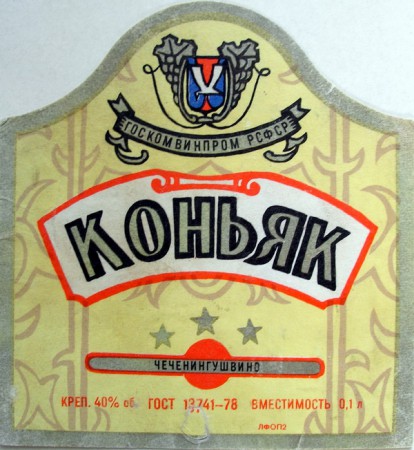 ГОСКОМВИНПРОМ РСФСР
КОНЬЯК
ЧЕЧЕНИНГУШВИНО
КРЕП. 40% об. ГОСТ 13741-78 ВМЕСТИМОСТЬ 0,1 л
ЛФОП2